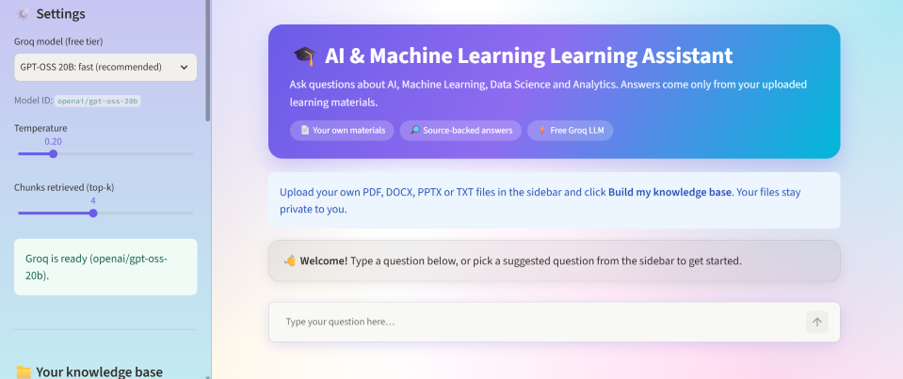 Settings
Groq model (free tier)
GPT-OSS 20B: fast (recommended)
Model ID: openai/gpt-oss-20b
Temperature
0.20
Chunks retrieved (top-k)
4
Groq is ready (openai/gpt-oss-
20b).
Your knowledge base
AI & Machine Learning Learning Assistant
Ask questions about AI, Machine Learning, Data Science and Analytics. Answers come only from your uploaded
learning materials.
Your own materials
Source-backed answers
Free Groq LLM
Upload your own PDF, DOCX, PPTX or TXT files in the sidebar and click Build my knowledge base. Your files stay
private to you.
Welcome! Type a question below, or pick a suggested question from the sidebar to get started.
Type your question here...